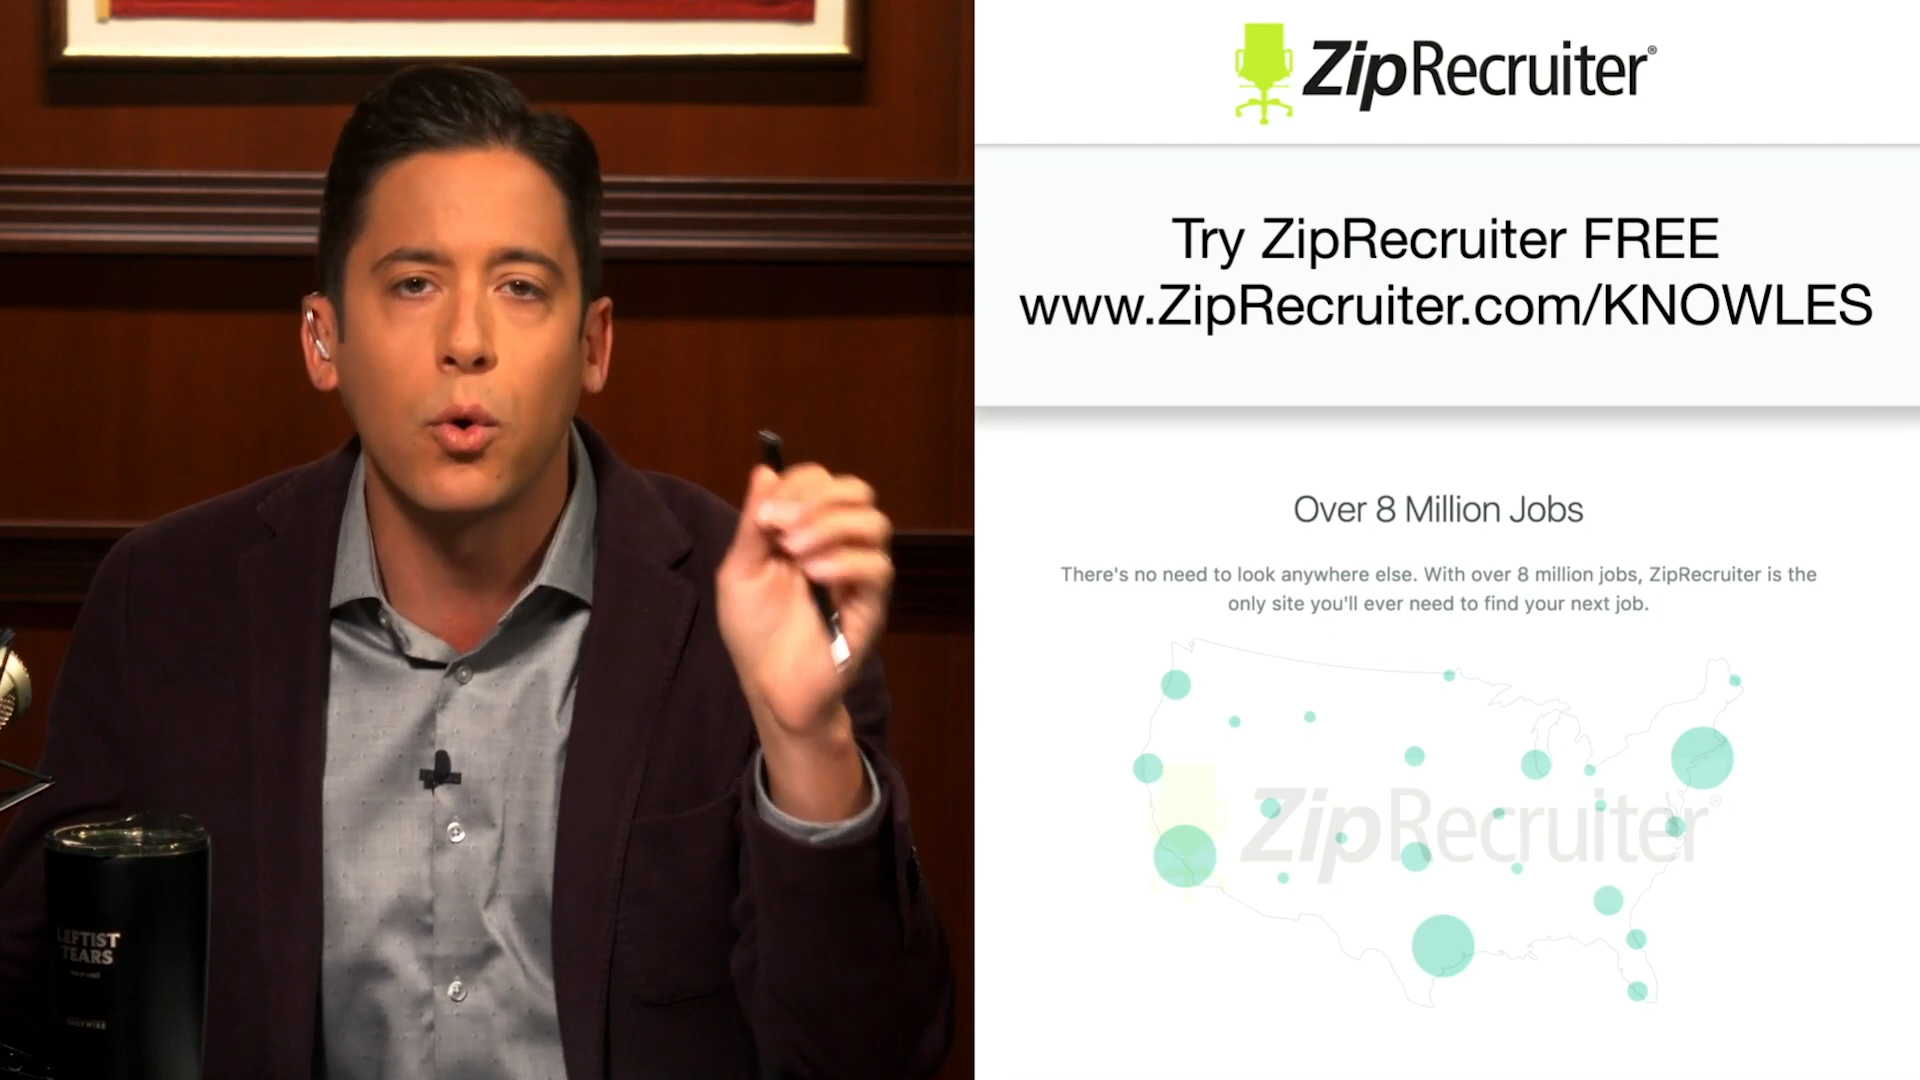 ZipRecruiter®
Try ZipRecruiter FREE
www.ZipRecruiter.com/KNOWLES
Over 8 Million Jobs
There's no need to look anywhere else. With over 8 million jobs, ZipRecruiter is the
only site you'll ever need to find your next job.
ZipRecruiter®
LEFTIST
TEARS
DAILYWIRE